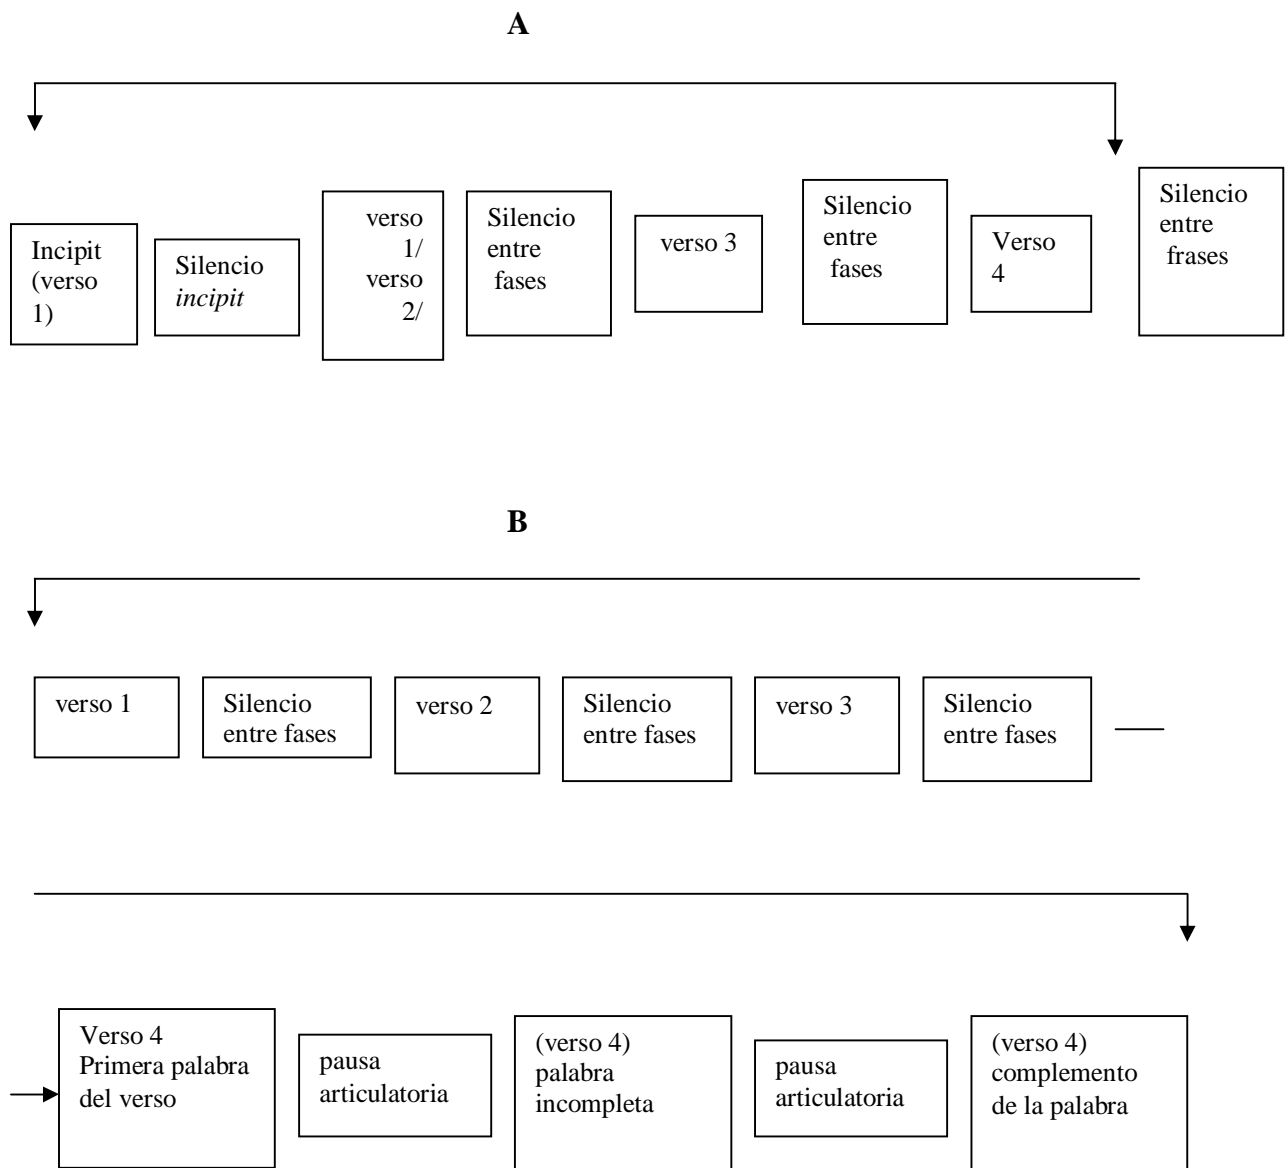 A
Incipit
(verso
1)
Silencio
incipit
verso
1/
verso
2/
Silencio
entre
fases
verso 3
Silencio
entre
fases
Verso
4
Silencio
entre
frases
B
verso 1
Silencio
entre fases
verso 2
Silencio
entre fases
verso 3
Silencio
entre fases
Verso 4
Primera palabra
del verso
pausa
articulatoria
(verso 4)
palabra
incompleta
pausa
articulatoria
(verso 4)
complemento
de la palabra